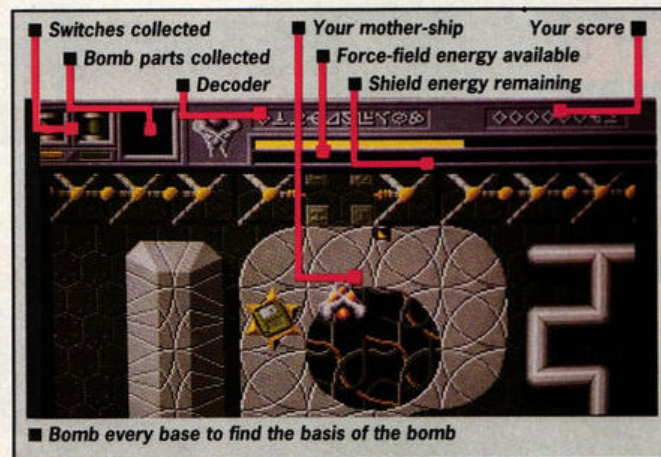 ■ Switches collected
■ Your mother-ship
Your score ■
■ Bomb parts collected
■ Force-field energy available
■ Decoder
■ Shield energy remaining
■ Bomb every base to find the basis of the bomb